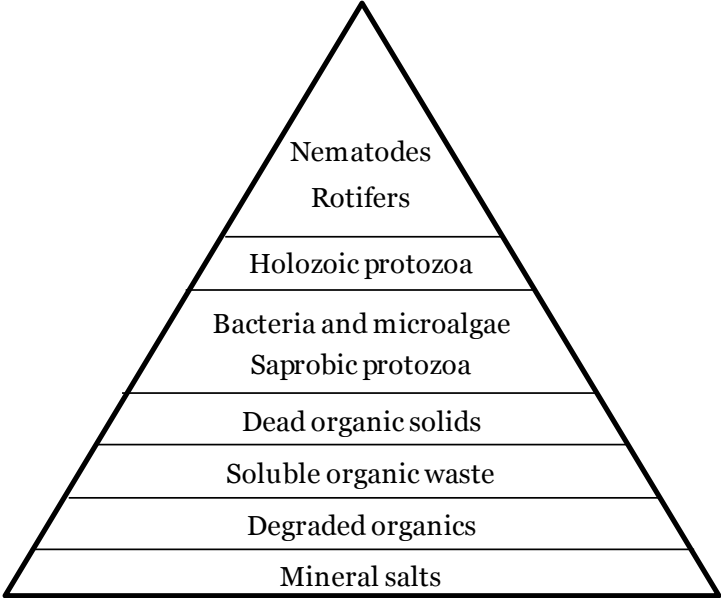 Nematodes
Rotifers
Holozoic protozoa
Bacteria and microalgae
Saprobic protozoa
Dead organic solids
Soluble organic waste
Degraded organics
Mineral salts